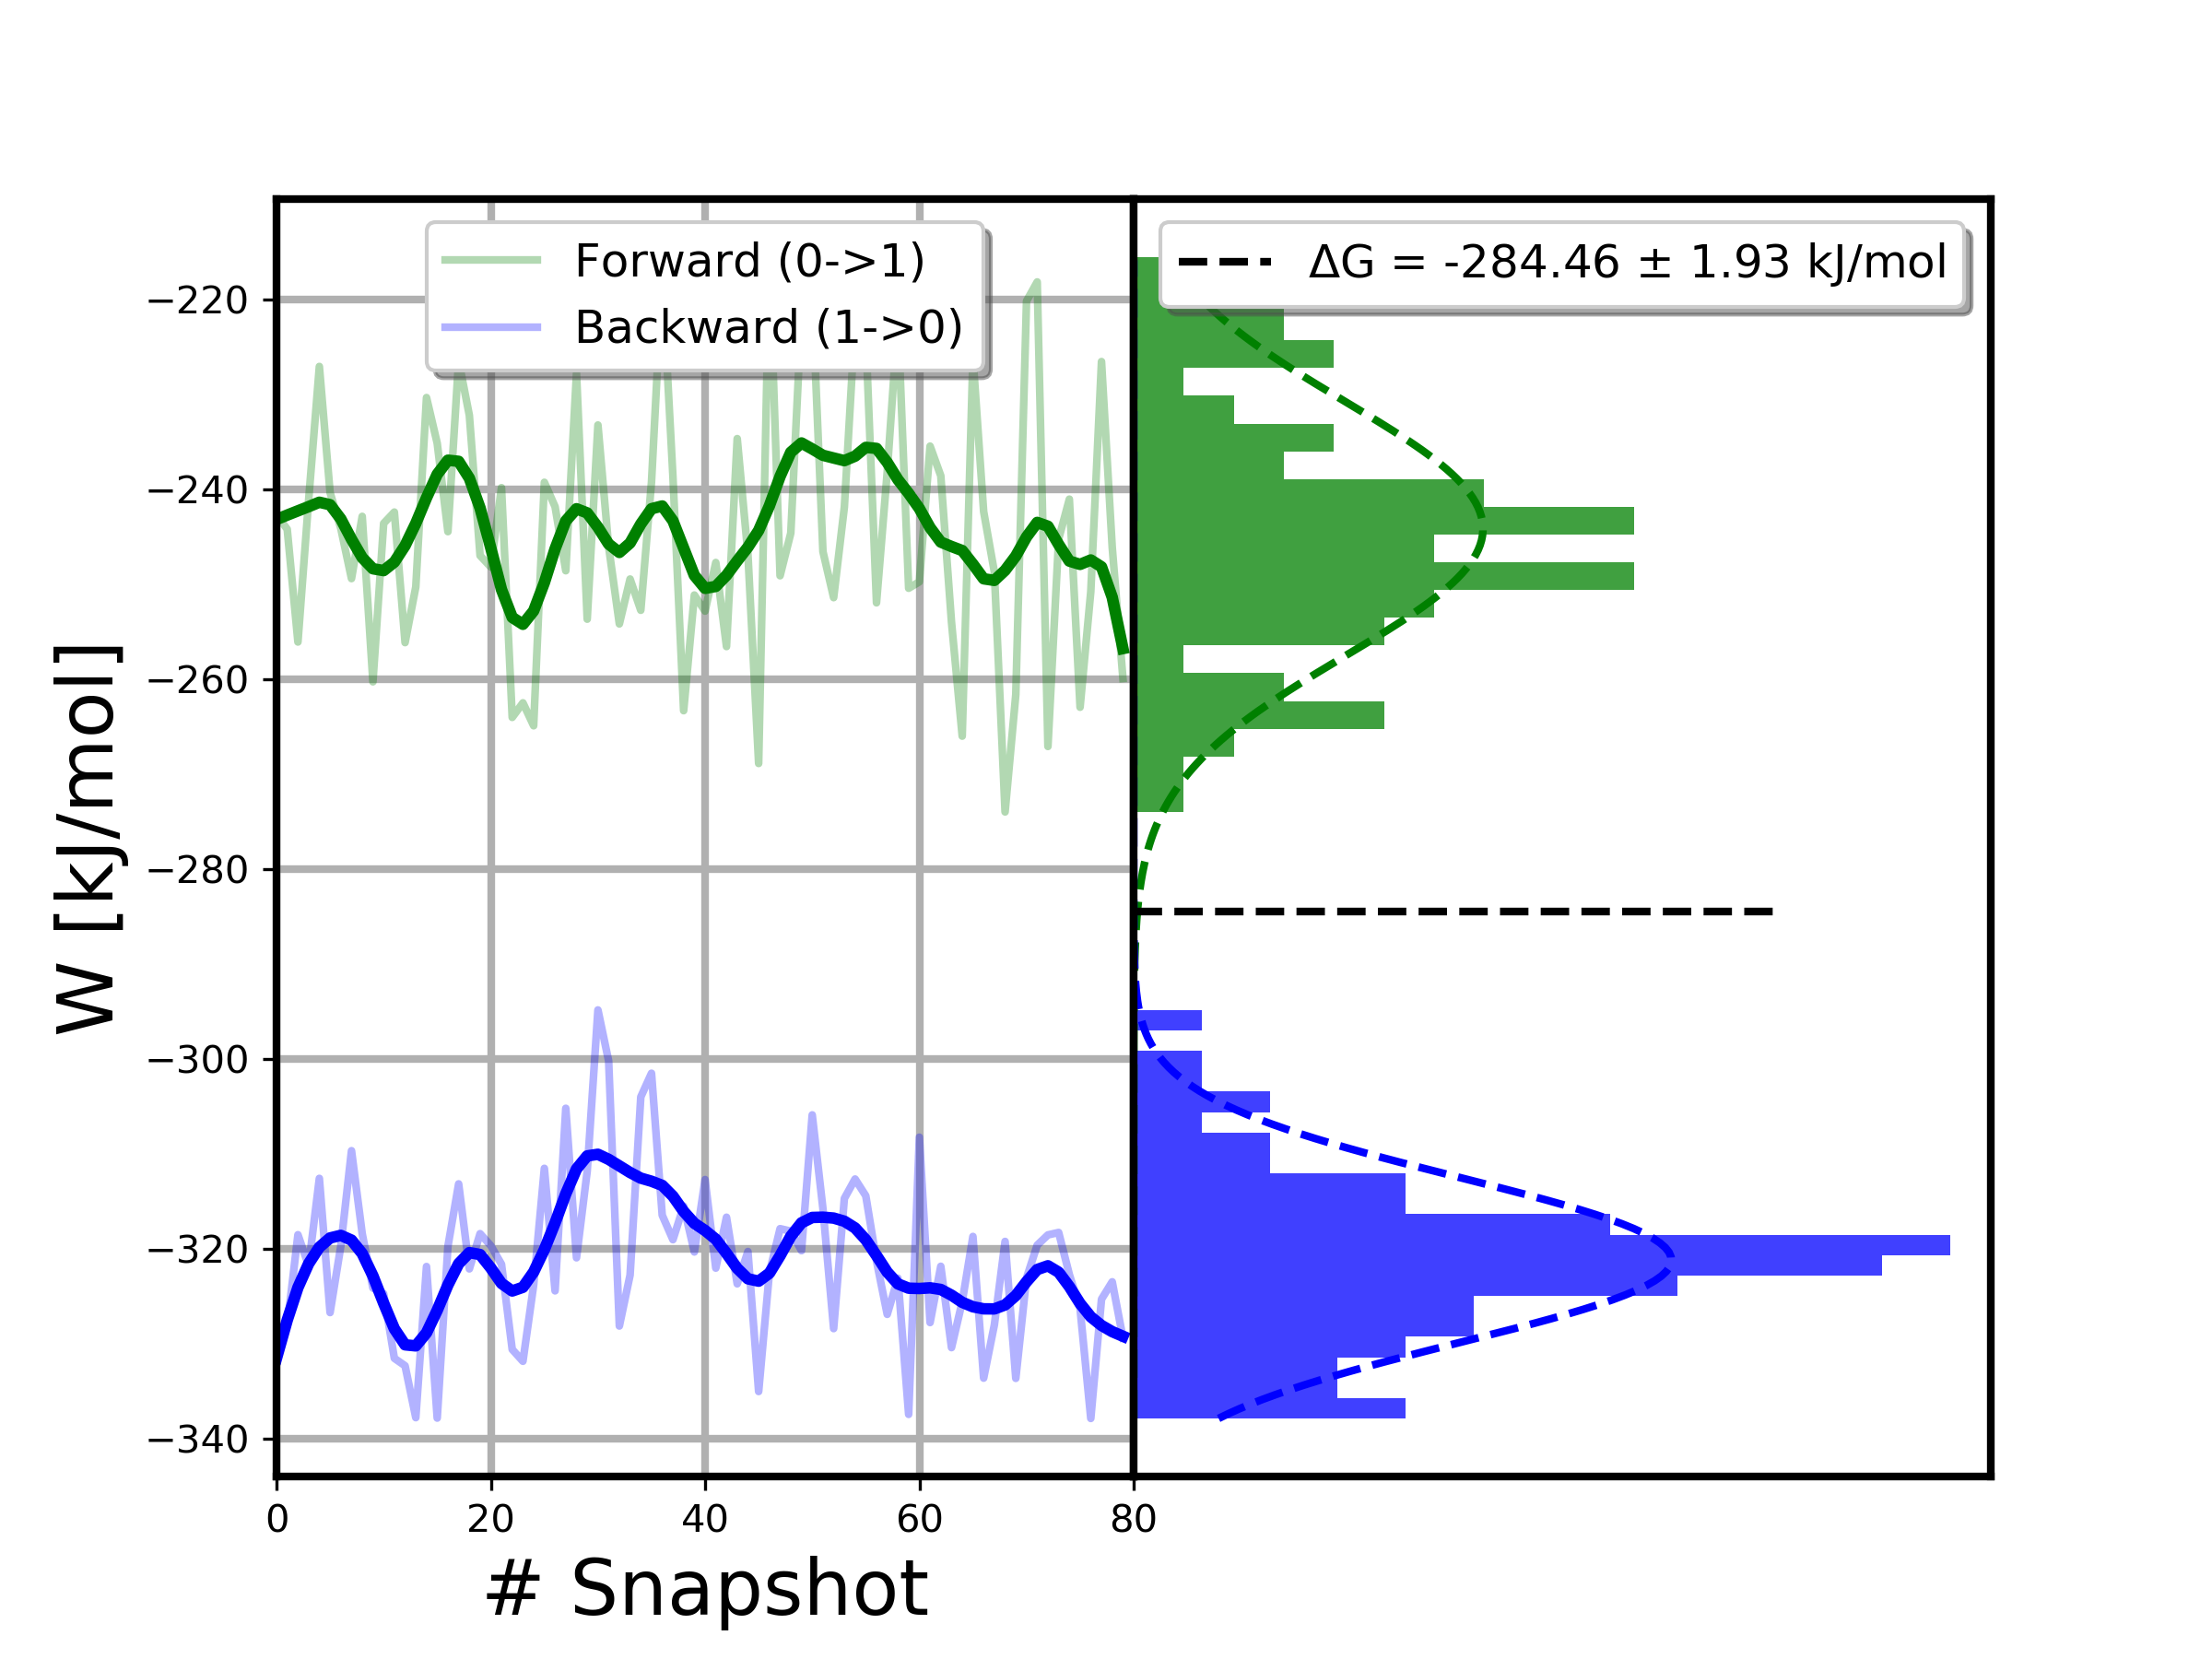 Forward (0->1)
Backward (1->0)
ΔG = -284.46 ± 1.93 kJ/mol
−220
−240
−260
−280
−300
−320
−340
W [kJ/mol]
0 20 40 60 80
# Snapshot